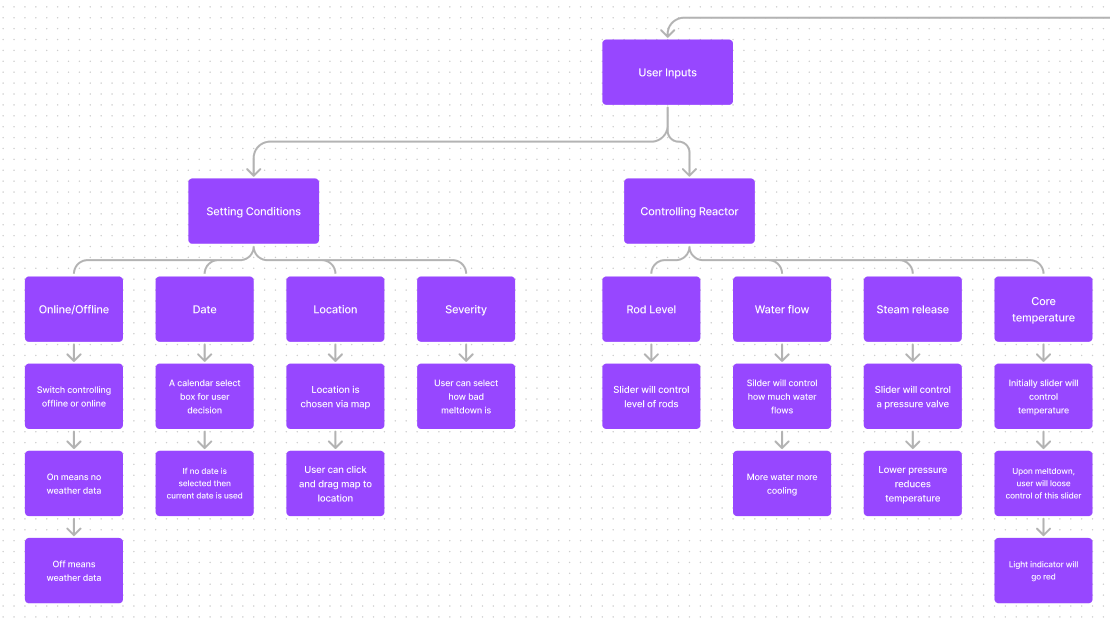 User Inputs
Setting Conditions
Controlling Reactor
Online/Offline
Date
Location
Severity
Rod Level
Water flow
Steam release
Core
temperature
Switch controlling
offline or online
A calendar select
box for user
decision
Location is
chosen via map
User can select
how bad
meltdown is
Slider will control
level of rods
Silder will control
how much water
flows
Slider will control
a pressure valve
Initially slider will
control
temperature
On means no
weather data
If no date is
selected then
current date is used
User can click
and drag map to
location
More water more
cooling
Lower pressure
reduces
temperature
Upon meltdown,
user will loose
control of this slider
Off means
weather data
Light indicator will
go red